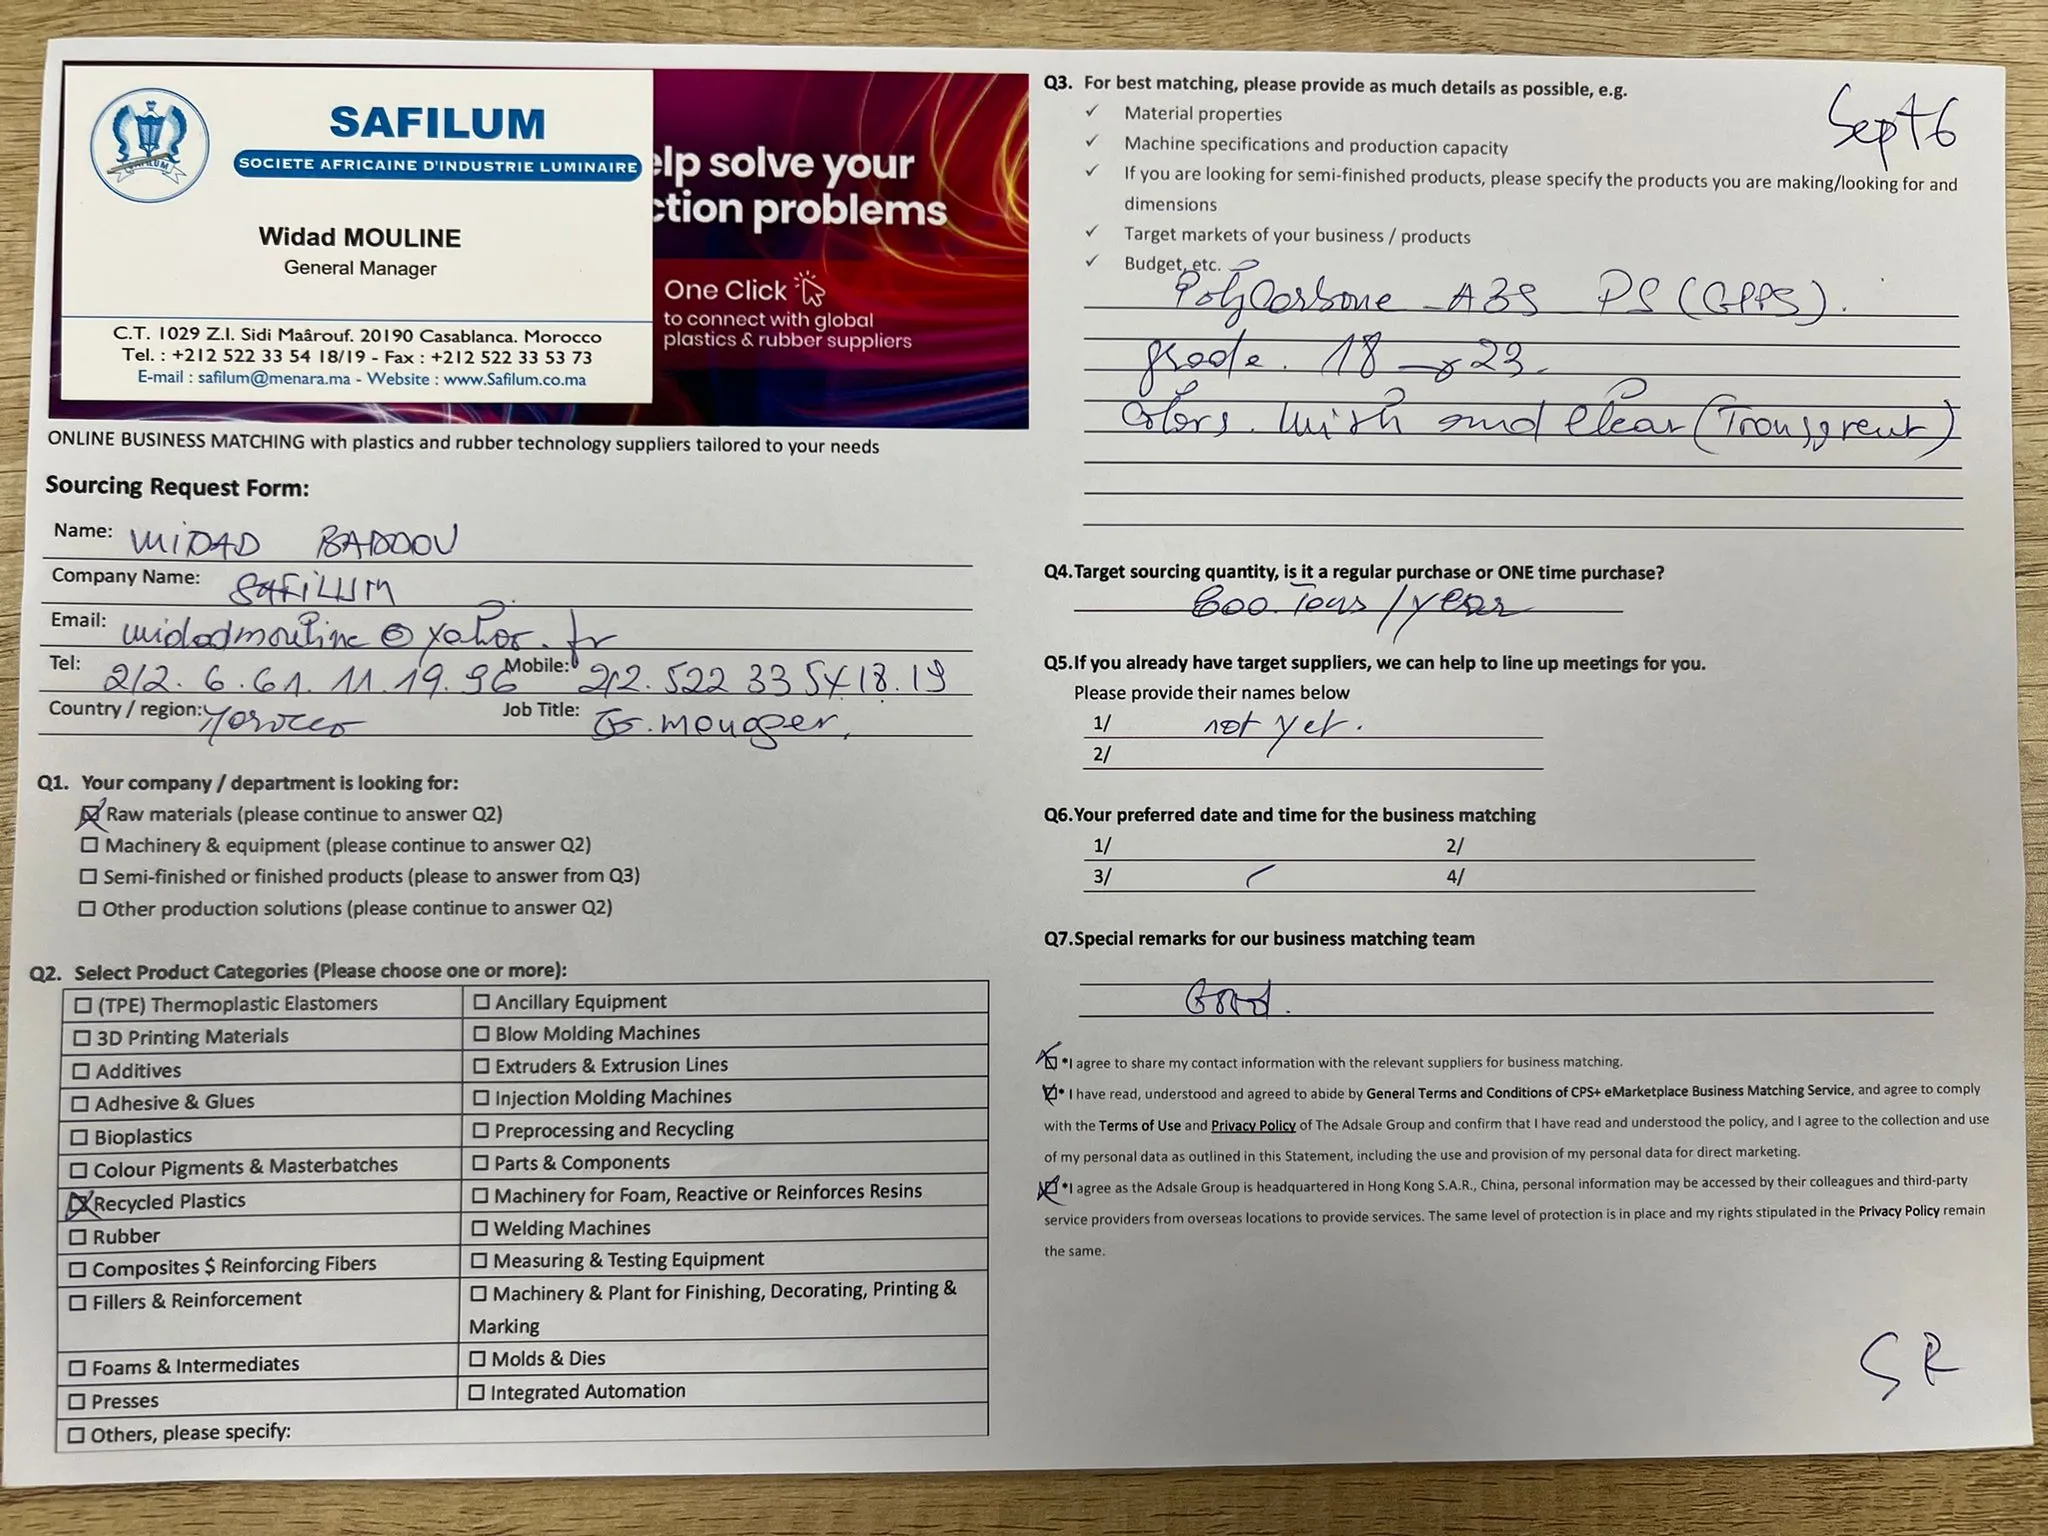 SAFILUM
SOCIETE AFRICAINE D'INDUSTRIE LUMINAIRE
SAFILUM
Widad MOULINE
General Manager
C.T. 1029 Z.I. Sidi Maârouf. 20190 Casablanca. Morocco
Tel. : +212 522 33 54 18/19 - Fax : +212 522 33 53 73
E-mail : safilum@menara.ma - Website : www.Safilum.co.ma
elp solve your
ction problems
One Click
to connect with global
plastics & rubber suppliers
ONLINE BUSINESS MATCHING with plastics and rubber technology suppliers tailored to your needs
Sourcing Request Form:
Name: WIDAD BADDOU
Company Name: SAFILUM
Email: widadmouline@yahoo.fr
Tel: 212. 6. 61. 11. 19. 96 Mobile: 212. 522 33 54 18. 19
Country / region: Morocco Job Title: G. manager,
Q1. Your company / department is looking for:
☒ Raw materials (please continue to answer Q2)
☐ Machinery & equipment (please continue to answer Q2)
☐ Semi-finished or finished products (please to answer from Q3)
☐ Other production solutions (please continue to answer Q2)
Q2. Select Product Categories (Please choose one or more):
☐ (TPE) Thermoplastic Elastomers ☐ Ancillary Equipment
☐ 3D Printing Materials ☐ Blow Molding Machines
☐ Additives ☐ Extruders & Extrusion Lines
☐ Adhesive & Glues ☐ Injection Molding Machines
☐ Bioplastics ☐ Preprocessing and Recycling
☐ Colour Pigments & Masterbatches ☐ Parts & Components
☒ Recycled Plastics ☐ Machinery for Foam, Reactive or Reinforces Resins
☐ Rubber ☐ Welding Machines
☐ Composites $ Reinforcing Fibers ☐ Measuring & Testing Equipment
☐ Fillers & Reinforcement ☐ Machinery & Plant for Finishing, Decorating, Printing &
Marking
☐ Foams & Intermediates ☐ Molds & Dies
☐ Presses ☐ Integrated Automation
☐ Others, please specify:
Sept 6
Q3. For best matching, please provide as much details as possible, e.g.
✓ Material properties
✓ Machine specifications and production capacity
✓ If you are looking for semi-finished products, please specify the products you are making/looking for and
dimensions
✓ Target markets of your business / products
✓ Budget, etc.
Polycarbone - ABS PS (GPPS).
grade. 18 → 23.
Colors. and clear (Transparent)
Q4. Target sourcing quantity, is it a regular purchase or ONE time purchase?
Tons / year
Q5. If you already have target suppliers, we can help to line up meetings for you.
Please provide their names below
1/ not yet.
2/
Q6. Your preferred date and time for the business matching
1/ 2/
3/ 4/
Q7. Special remarks for our business matching team
Good.
☒ *I agree to share my contact information with the relevant suppliers for business matching.
☒ * I have read, understood and agreed to abide by General Terms and Conditions of CPS+ eMarketplace Business Matching Service, and agree to comply
with the Terms of Use and Privacy Policy of The Adsale Group and confirm that I have read and understood the policy, and I agree to the collection and use
of my personal data as outlined in this Statement, including the use and provision of my personal data for direct marketing.
☒ *I agree as the Adsale Group is headquartered in Hong Kong S.A.R., China, personal information may be accessed by their colleagues and third-party
service providers from overseas locations to provide services. The same level of protection is in place and my rights stipulated in the Privacy Policy remain
the same.
SR